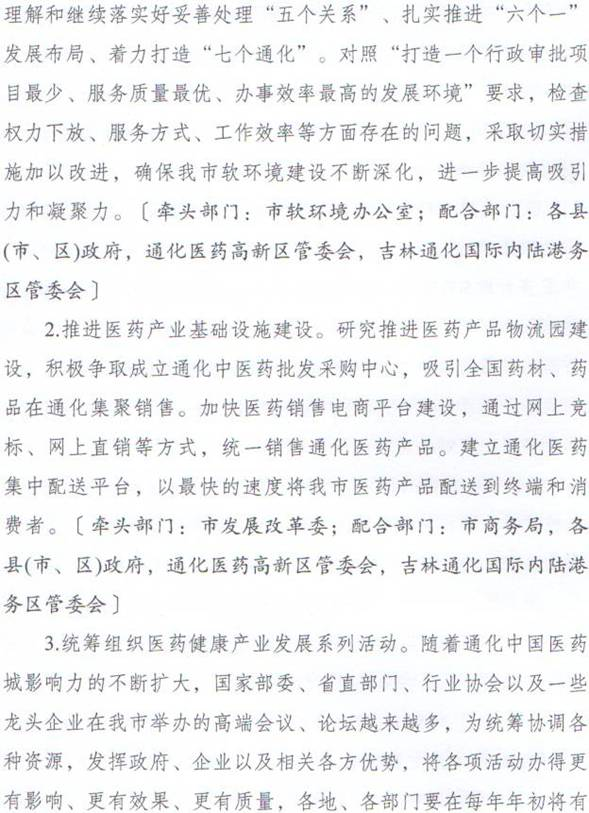 理解和继续落实好妥善处理“五个关系”、扎实推进“六个一”
发展布局、着力打造“七个通化”。对照“打造一个行政审批项
目最少、服务质量最优、办事效率最高的发展环境”要求，检查
权力下放、服务方式、工作效率等方面存在的问题，采取切实措
施加以改进，确保我市软环境建设不断深化，进一步提高吸引
力和凝聚力。〔牵头部门：市软环境办公室；配合部门：各县
(市、区)政府，通化医药高新区管委会，吉林通化国际内陆港务
区管委会〕
2.推进医药产业基础设施建设。研究推进医药产品物流园建
设，积极争取成立通化中医药批发采购中心，吸引全国药材、药
品在通化集聚销售。加快医药销售电商平台建设，通过网上竞
标、网上直销等方式，统一销售通化医药产品。建立通化医药
集中配送平台，以最快的速度将我市医药产品配送到终端和消
费者。〔牵头部门：市发展改革委；配合部门：市商务局，各
县(市、区)政府，通化医药高新区管委会，吉林通化国际内陆港
务区管委会〕
3.统筹组织医药健康产业发展系列活动。随着通化中国医药
城影响力的不断扩大，国家部委、省直部门、行业协会以及一些
龙头企业在我市举办的高端会议、论坛越来越多，为统筹协调各
种资源，发挥政府、企业以及相关各方优势，将各项活动办得更
有影响、更有效果、更有质量，各地、各部门要在每年年初将有